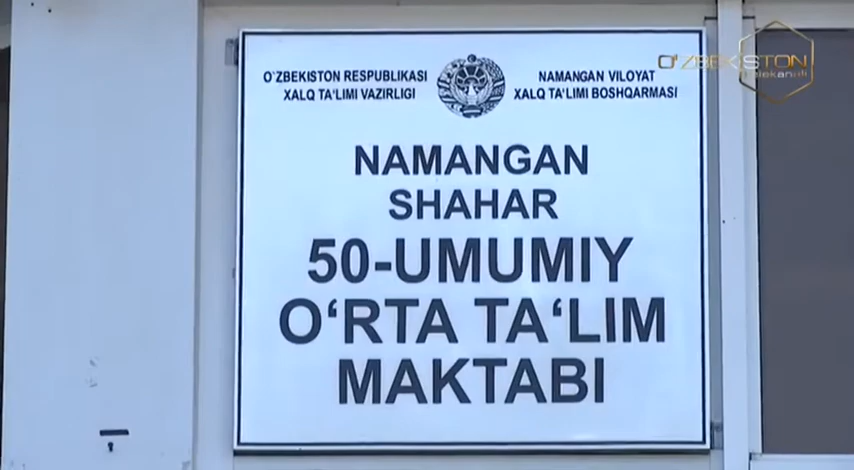 O'ZBEKISTON
telekanali
O'ZBEKISTON RESPUBLIKASI
XALQ TA'LIMI VAZIRLIGI
NAMANGAN VILOYAT
XALQ TA'LIMI BOSHQARMASI
NAMANGAN
SHAHAR
50-UMUMIY
O‘RTA TA‘LIM
MAKTABI